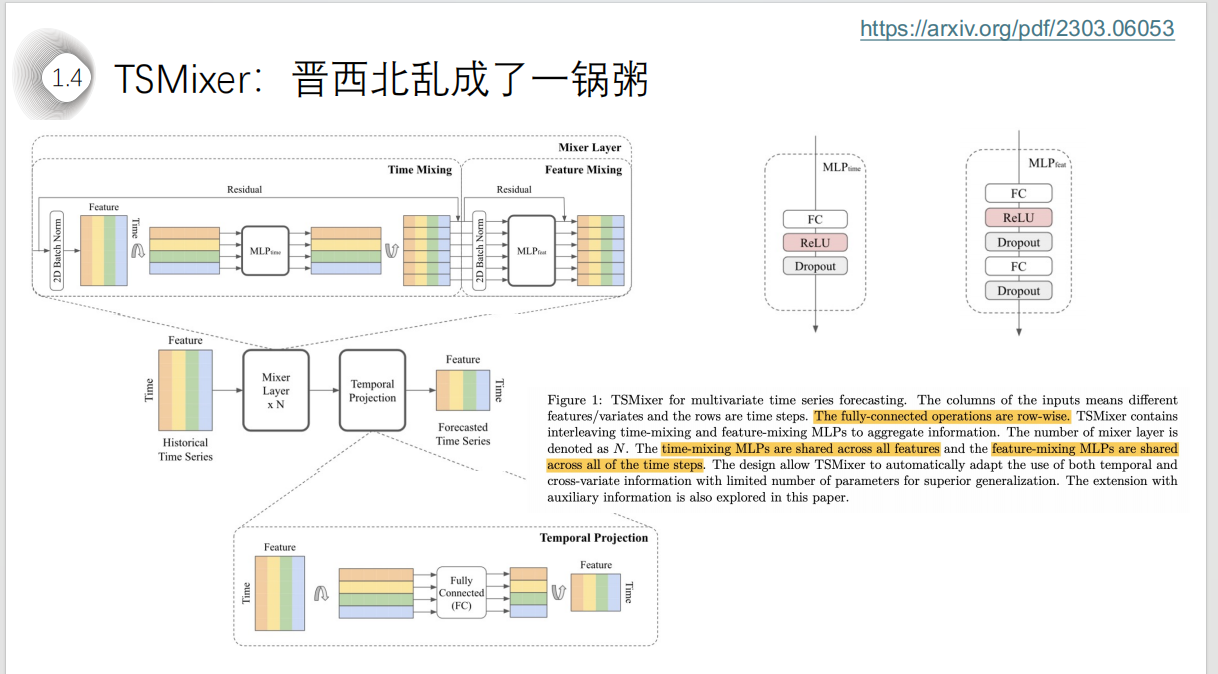 https://arxiv.org/pdf/2303.06053
1.4
TSMixer：晋西北乱成了一锅粥
Mixer Layer
Time Mixing
Feature Mixing
Residual
Residual
Feature
2D Batch Norm
Time
MLPtime
2D Batch Norm
MLPfeat
MLPtime
FC
ReLU
Dropout
MLPfeat
FC
ReLU
Dropout
FC
Dropout
Feature
Time
Historical
Time Series
Mixer
Layer
x N
Temporal
Projection
Feature
Time
Forecasted
Time Series
Figure 1: TSMixer for multivariate time series forecasting. The columns of the inputs means different
features/variates and the rows are time steps. The fully-connected operations are row-wise. TSMixer contains
interleaving time-mixing and feature-mixing MLPs to aggregate information. The number of mixer layer is
denoted as N. The time-mixing MLPs are shared across all features and the feature-mixing MLPs are shared
across all of the time steps. The design allow TSMixer to automatically adapt the use of both temporal and
cross-variate information with limited number of parameters for superior generalization. The extension with
auxiliary information is also explored in this paper.
Temporal Projection
Feature
Time
Fully
Connected
(FC)
Feature
Time